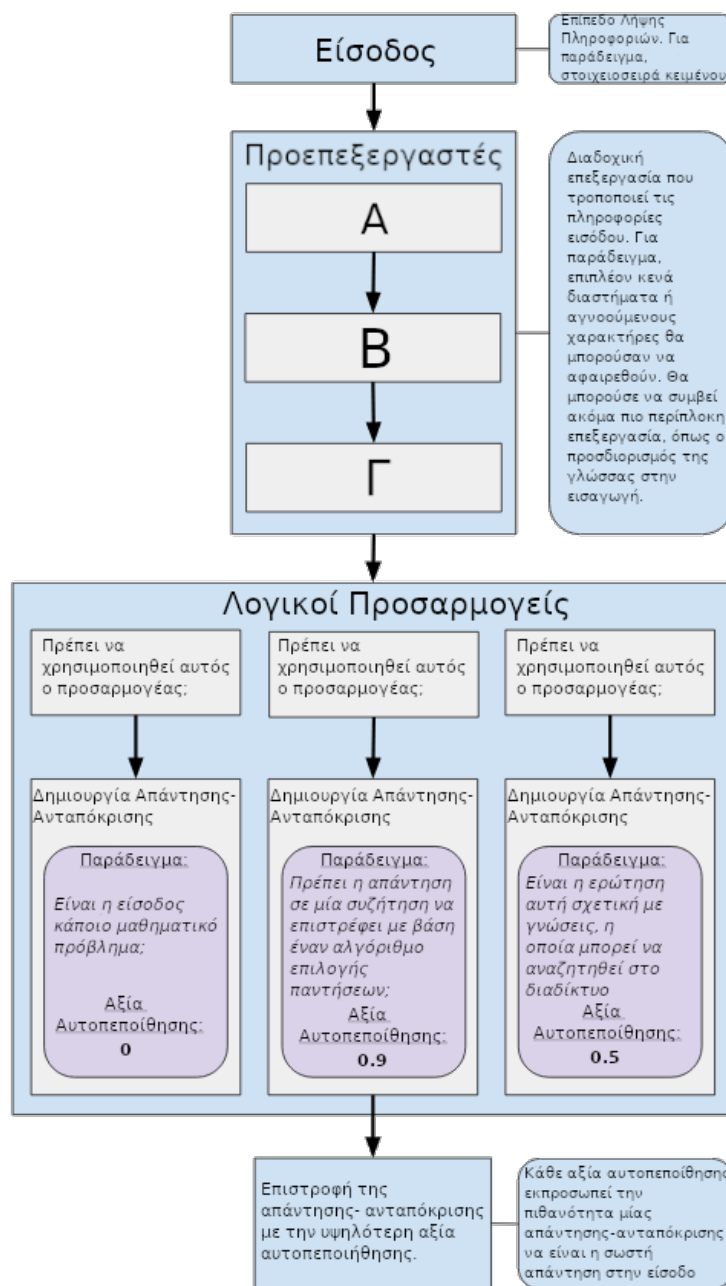 Είσοδος
Επίπεδο Λήψης
Πληροφοριών. Για
παράδειγμα,
στοιχειοσειρά κειμένου
Προεπεξεργαστές
Α
Β
Γ
Διαδοχική
επεξεργασία που
τροποποιεί τις
πληροφορίες
εισόδου. Για
παράδειγμα,
επιπλέον κενά
διαστήματα ή
αγνοούμενους
χαρακτήρες θα
μπορούσαν να
αφαιρεθούν. Θα
μπορούσε να συμβεί
ακόμα πιο περίπλοκη
επεξεργασία, όπως ο
προσδιορισμός της
γλώσσας στην
εισαγωγή.
Λογικοί Προσαρμογείς
Πρέπει να
χρησιμοποιηθεί αυτός
ο προσαρμογέας;
Δημιουργία Απάντησης-
Ανταπόκρισης
Παράδειγμα:
Είναι η είσοδος
κάποιο μαθηματικό
πρόβλημα;
Αξία
Αυτοπεποίθησης:
0
Πρέπει να
χρησιμοποιηθεί αυτός
ο προσαρμογέας;
Δημιουργία Απάντησης-
Ανταπόκρισης
Παράδειγμα:
Πρέπει η απάντηση
σε μία συζήτηση να
επιστρέφει με βάση
έναν αλγόριθμο
επιλογής
παντήσεων;
Αξία
Αυτοπεποίθησης:
0.9
Πρέπει να
χρησιμοποιηθεί αυτός
ο προσαρμογέας;
Δημιουργία Απάντησης-
Ανταπόκρισης
Παράδειγμα:
Είναι η ερώτηση
αυτή σχετική με
γνώσεις, η
οποία μπορεί να
αναζητηθεί στο
διαδίκτυο
Αξία
Αυτοπεποίθησης:
0.5
Επιστροφή της
απάντησης- ανταπόκρισης
με την υψηλότερη αξία
αυτοπεποιήθησης.
Κάθε αξία αυτοπεποίθησης
εκπροσωπεί την
πιθανότητα μίας
απάντησης-ανταπόκρισης
να είναι η σωστή
απάντηση στην είσοδο